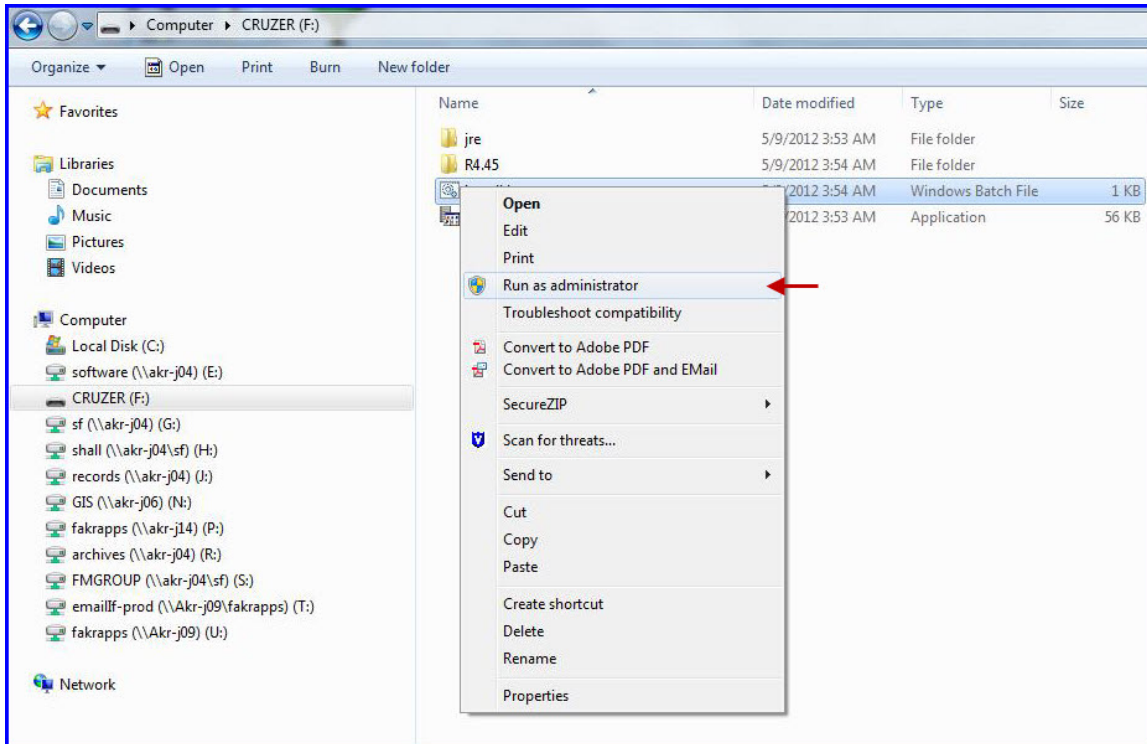 Computer CRUZER (F:)
Organize Open Print Burn New folder
Favorites
Libraries
Documents
Music
Pictures
Videos
Computer
Local Disk (C:)
software (\\akr-j04) (E:)
CRUZER (F:)
sf (\\akr-j04) (G:)
shall (\\akr-j04\sf) (H:)
records (\\akr-j04) (J:)
GIS (\\akr-j06) (N:)
fakrapps (\\akr-j14) (P:)
archives (\\akr-j04) (R:)
FMGROUP (\\akr-j04\sf) (S:)
emailIf-prod (\\Akr-j09\fakrapps) (T:)
fakrapps (\\Akr-j09) (U:)
Network
Name Date modified Type Size
jre 5/9/2012 3:53 AM File folder
R4.45 5/9/2012 3:54 AM File folder
/2012 3:54 AM Windows Batch File 1 KB
/2012 3:53 AM Application 56 KB
Open
Edit
Print
Run as administrator
Troubleshoot compatibility
Convert to Adobe PDF
Convert to Adobe PDF and EMail
SecureZIP
Scan for threats...
Send to
Cut
Copy
Paste
Create shortcut
Delete
Rename
Properties